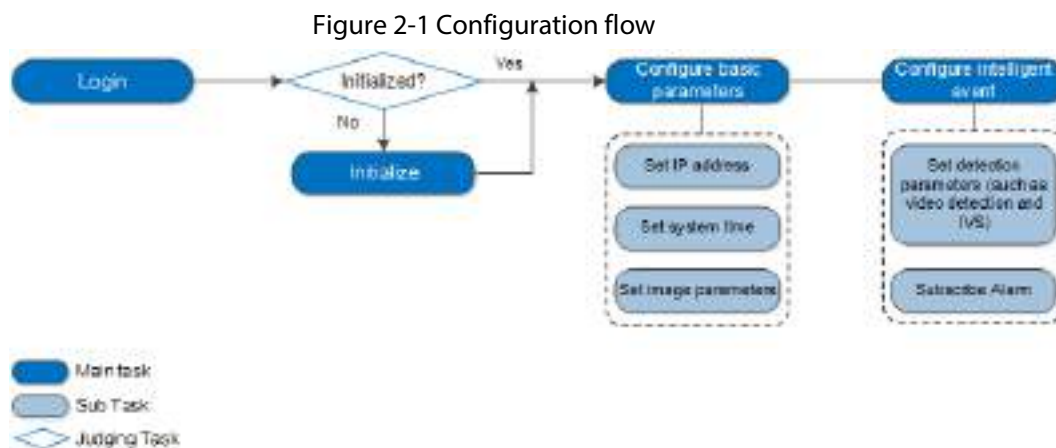 Figure 2-1 Configuration flow
Login
Initialized?
Yes
No
Initialize
Configure basic
parameters
Set IP address
Set system time
Set image parameters
Configure intelligent
event
Set detection
parameters (such as
video detection and
IVS)
Subscribe Alarm
Main task
Sub Task
Judging Task